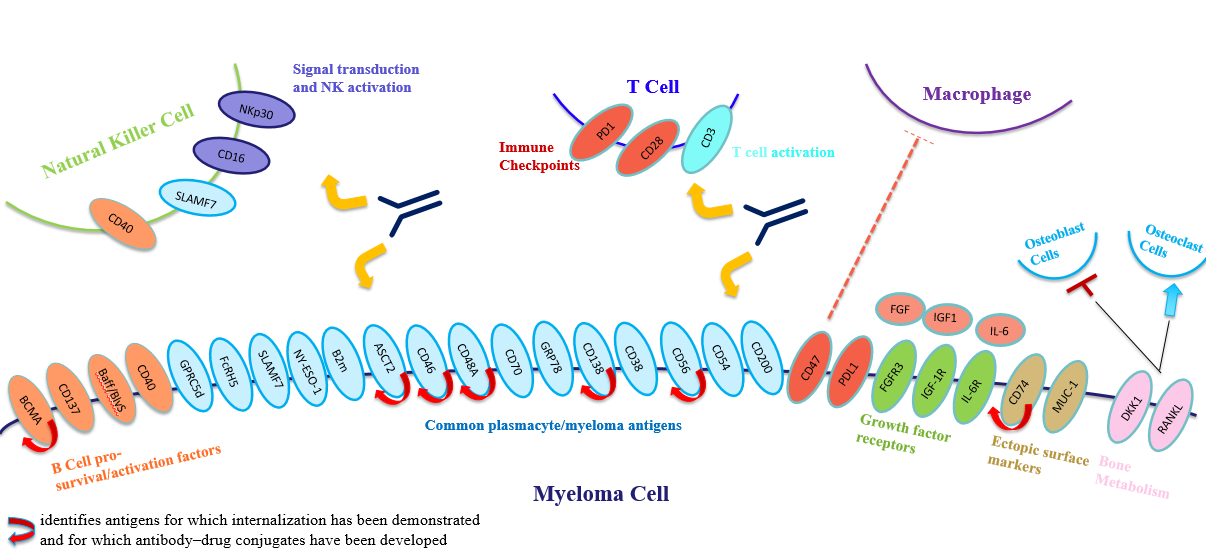 Signal transduction
and NK activation
Natural Killer Cell
NKp30
CD16
SLAMF7
CD40
T Cell
PD1
CD28
CD3
Immune
Checkpoints
T cell activation
Macrophage
Osteoblast
Cells
Osteoclast
Cells
FGF
IGF1
IL-6
BCMA
CD137
Baff/BlyS
CD40
GPRC5d
FcRH5
SLAMF7
NY-ESO-1
B2m
ASCT2
CD46
CD48A
CD70
GRP78
CD138
CD38
CD56
CD54
CD200
CD47
PDL1
FGFR3
IGF-1R
IL-6R
CD74
MUC-1
DKK1
RANKL
B Cell pro-
survival/activation factors
Common plasmacyte/myeloma antigens
Growth factor
receptors
Ectopic surface
markers
Bone
Metabolism
Myeloma Cell
identifies antigens for which internalization has been demonstrated
and for which antibody–drug conjugates have been developed